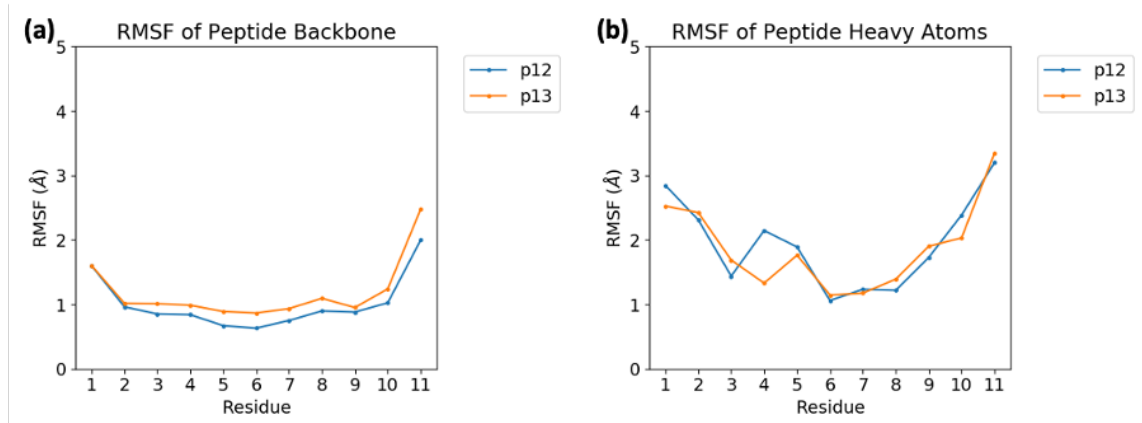 (a)
RMSF of Peptide Backbone
5
4
3
2
1
0
RMSF (Å)
1 2 3 4 5 6 7 8 9 10 11
Residue
p12
p13
(b)
RMSF of Peptide Heavy Atoms
5
4
3
2
1
0
RMSF (Å)
1 2 3 4 5 6 7 8 9 10 11
Residue
p12
p13